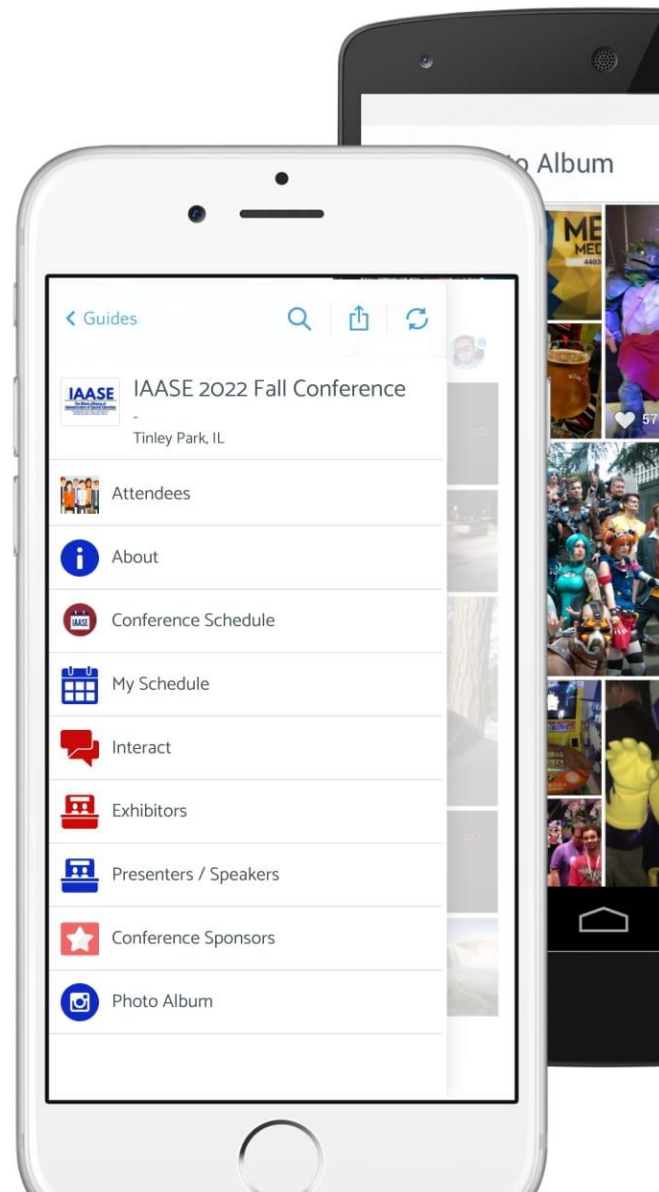 Guides
IAASE
IAASE 2022 Fall Conference
-
Tinley Park, IL
Attendees
About
IAASE
Conference Schedule
My Schedule
Interact
Exhibitors
Presenters / Speakers
Conference Sponsors
Photo Album
Album
57